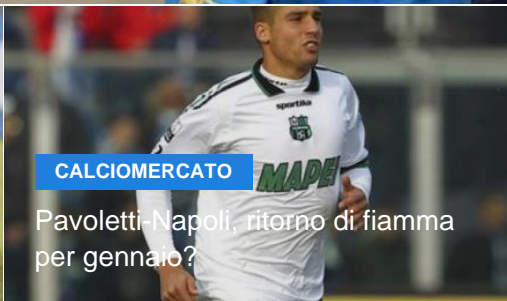 sportika
CALCIOMERCATO
MAPEI
Pavoletti-Napoli, ritorno di fiamma
per gennaio?